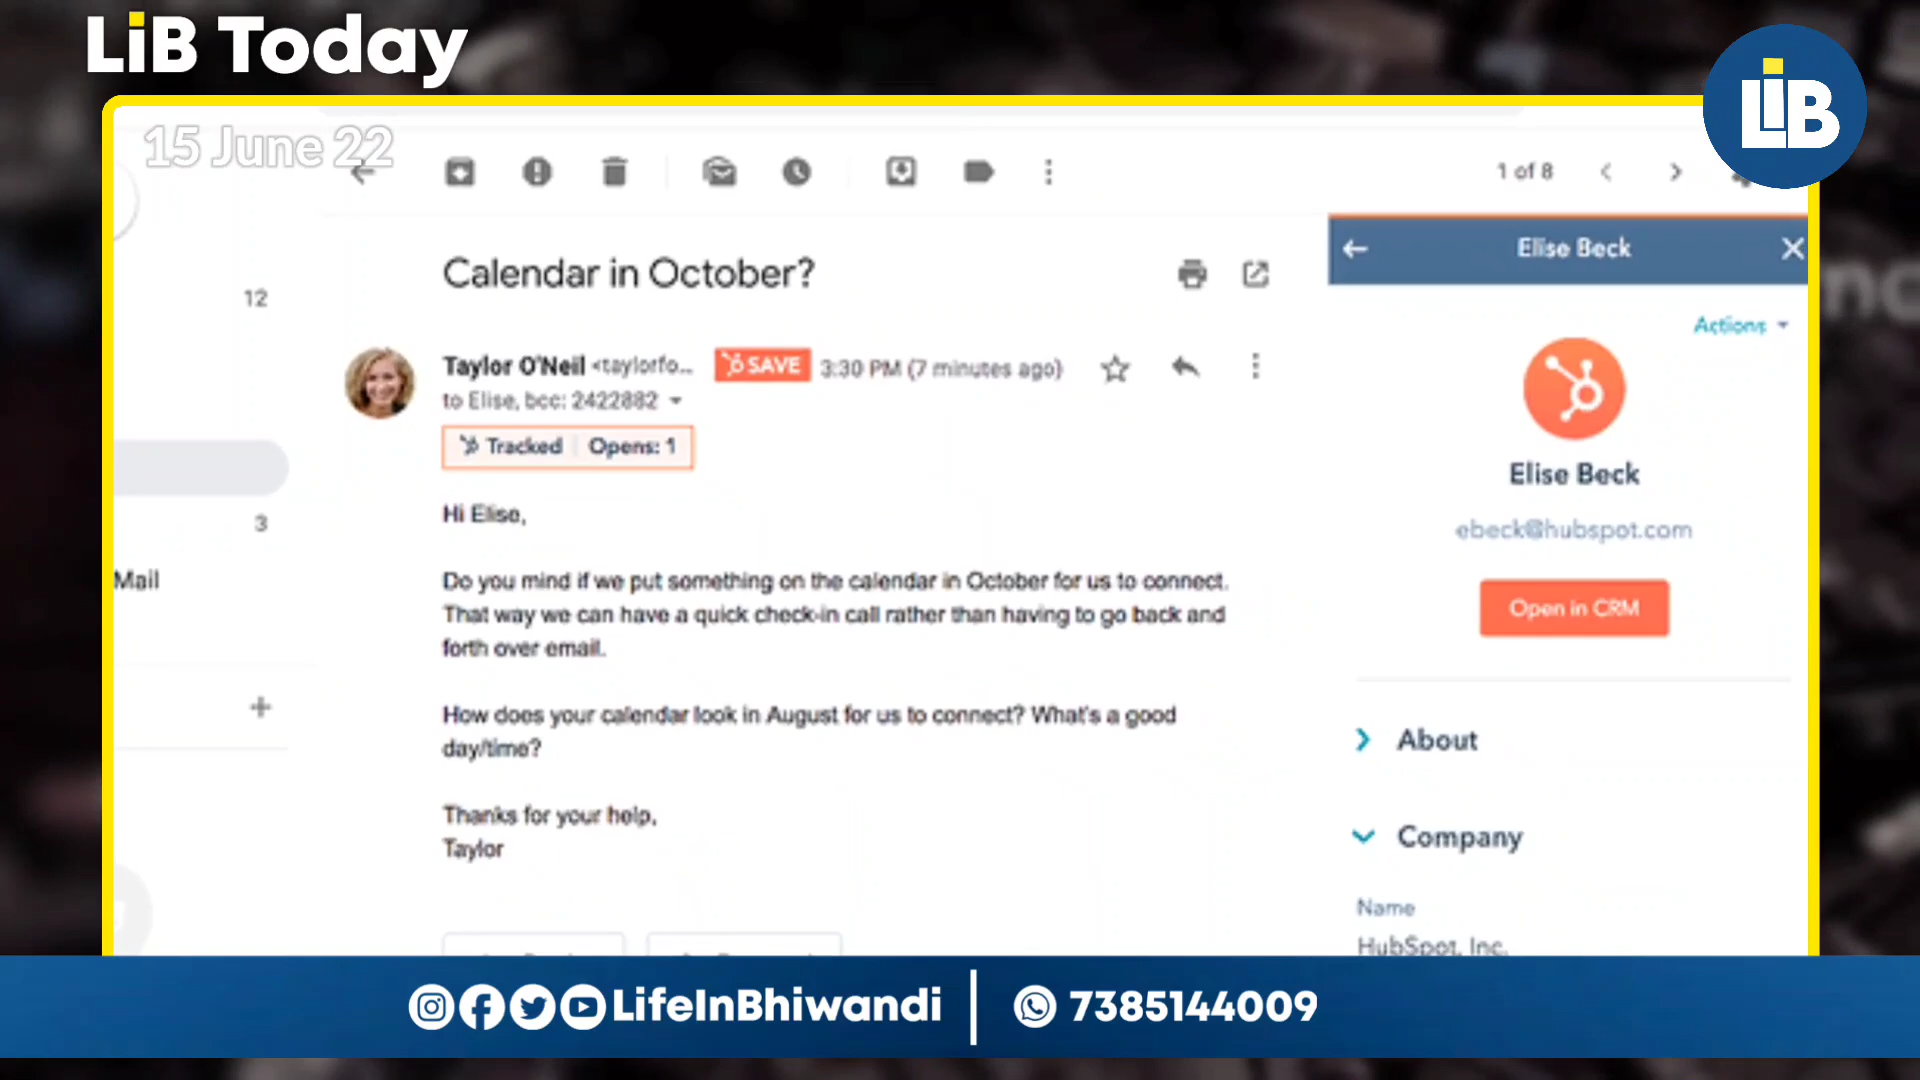 LiB Today
LiB
15 June 22
1 of 8
Elise Beck
Calendar in October?
12
Actions
Taylor O'Neil <taylorfo...
SAVE
3:30 PM (7 minutes ago)
to Elise, bcc: 2422882
Tracked
Opens: 1
Elise Beck
ebeck@hubspot.com
Hi Elise,
3
Mail
Do you mind if we put something on the calendar in October for us to connect.
That way we can have a quick check-in call rather than having to go back and
forth over email.
Open in CRM
How does your calendar look in August for us to connect? What's a good
day/time?
About
Thanks for your help,
Taylor
Company
Name
HubSpot, Inc.
LifeInBhiwandi
7385144009